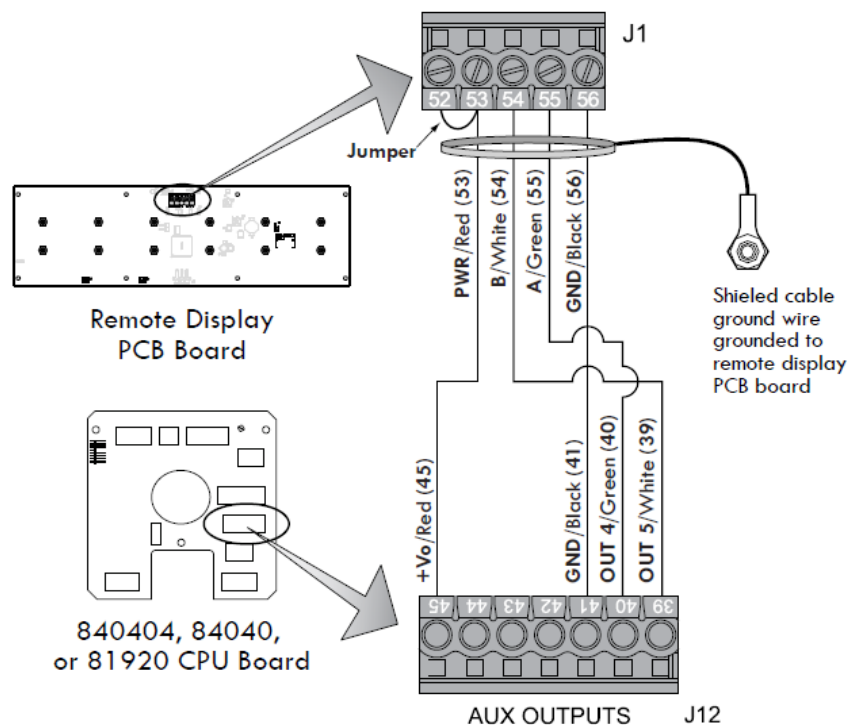 J1
52 53 54 55 56
Jumper
PWR/Red (53)
B/White (54)
A/Green (55)
GND/Black (56)
Remote Display
PCB Board
Shieled cable
ground wire
grounded to
remote display
PCB board
+Vo/Red (45)
GND/Black (41)
OUT 4/Green (40)
OUT 5/White (39)
840404, 84040,
or 81920 CPU Board
45 44 43 42 41 40 39
AUX OUTPUTS J12